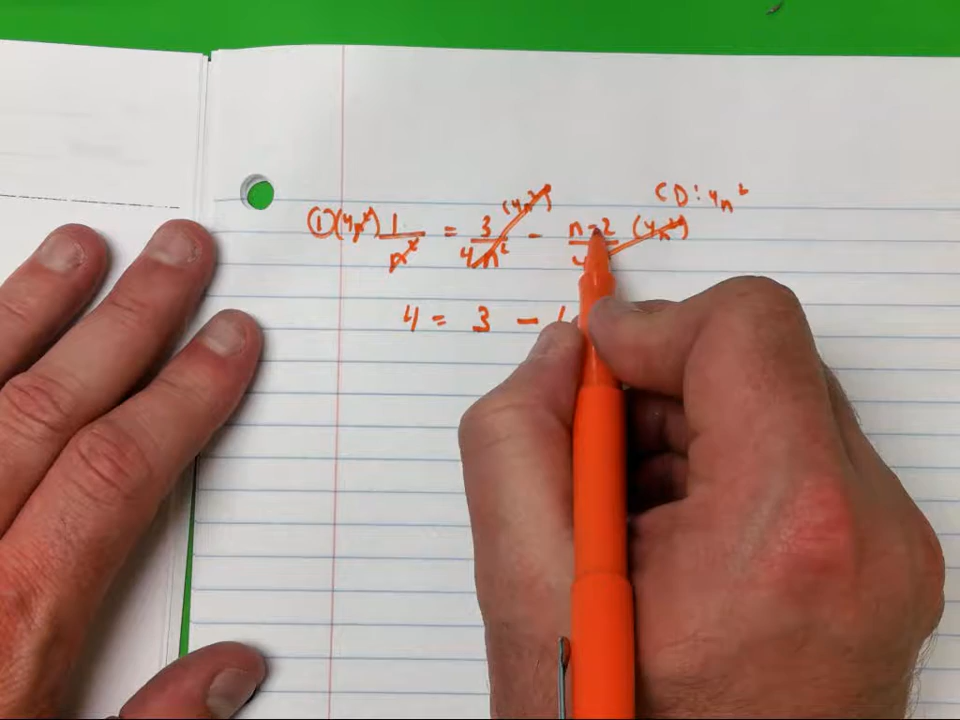 CD: 4n²
① (4n²) 1/n² = 3/4n² (4n²) - n-2/4 (4n²)
4 = 3 - (